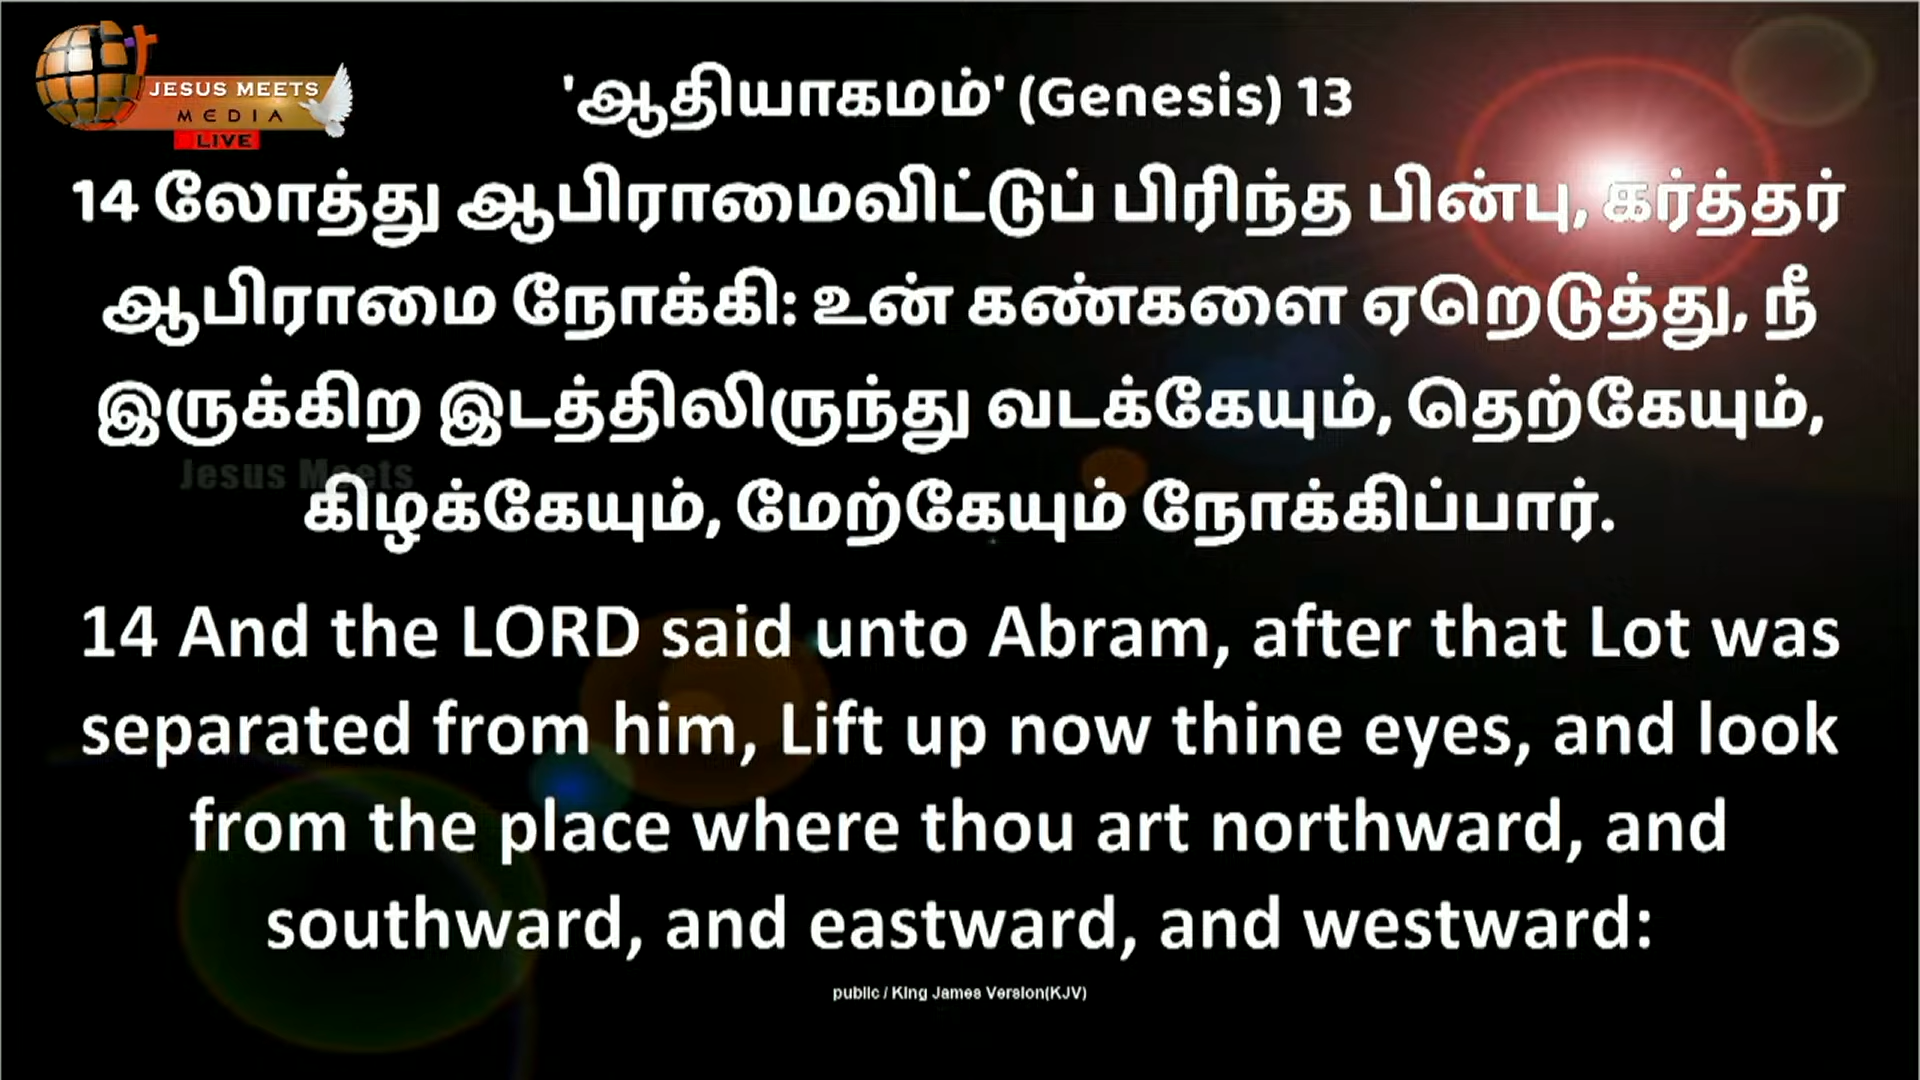 JESUS MEETS
MEDIA
LIVE
'ஆதியாகமம்' (Genesis) 13
14 லோத்து ஆபிராமைவிட்டுப் பிரிந்த பின்பு, கர்த்தர்
ஆபிராமை நோக்கி: உன் கண்களை ஏறெடுத்து, நீ
இருக்கிற இடத்திலிருந்து வடக்கேயும், தெற்கேயும்,
Jesus Meets
கிழக்கேயும், மேற்கேயும் நோக்கிப்பார்.
14 And the LORD said unto Abram, after that Lot was
separated from him, Lift up now thine eyes, and look
from the place where thou art northward, and
southward, and eastward, and westward:
public / King James Version(KJV)